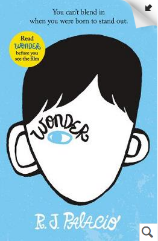 You can't blend in
when you were born to stand out.
Read
WONDER
before you
see the film
WONDER
R. J. PALACIO